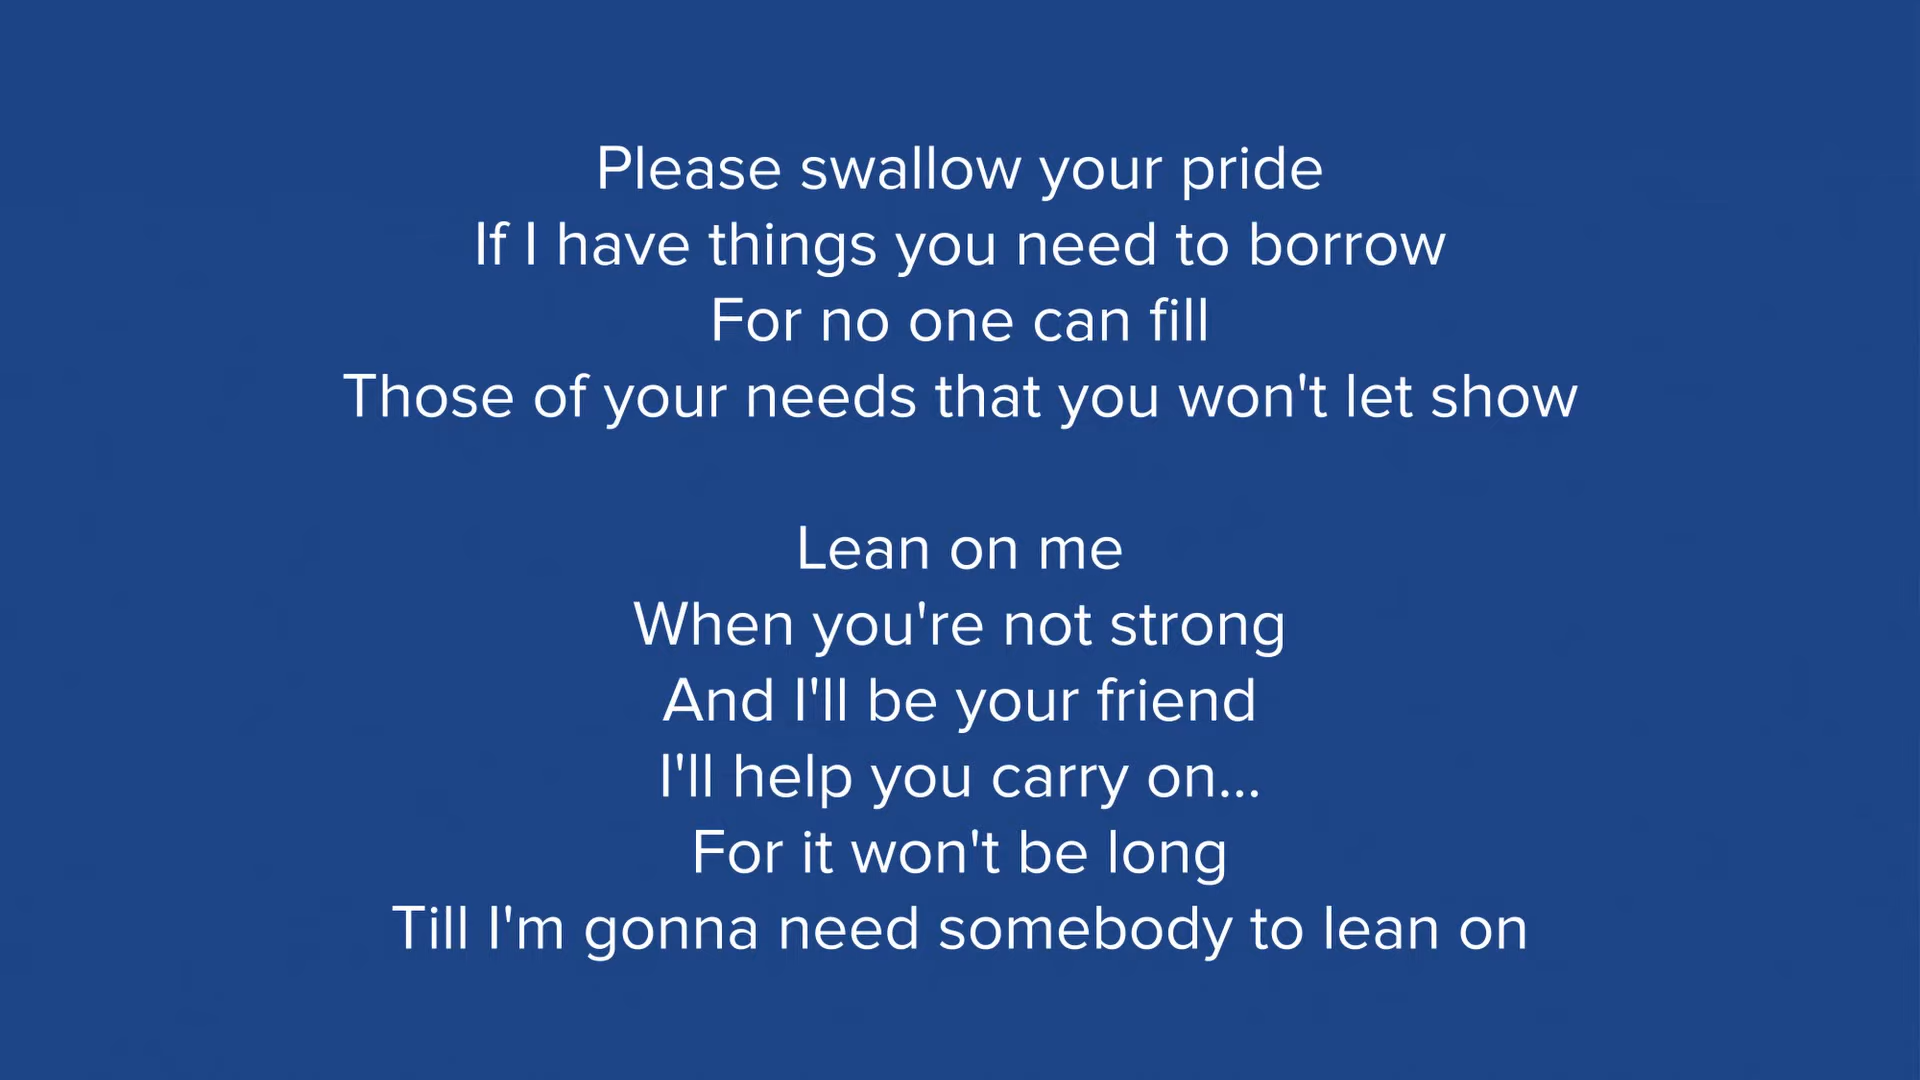 Please swallow your pride
If I have things you need to borrow
For no one can fill
Those of your needs that you won't let show
Lean on me
When you're not strong
And I'll be your friend
I'll help you carry on...
For it won't be long
Till I'm gonna need somebody to lean on